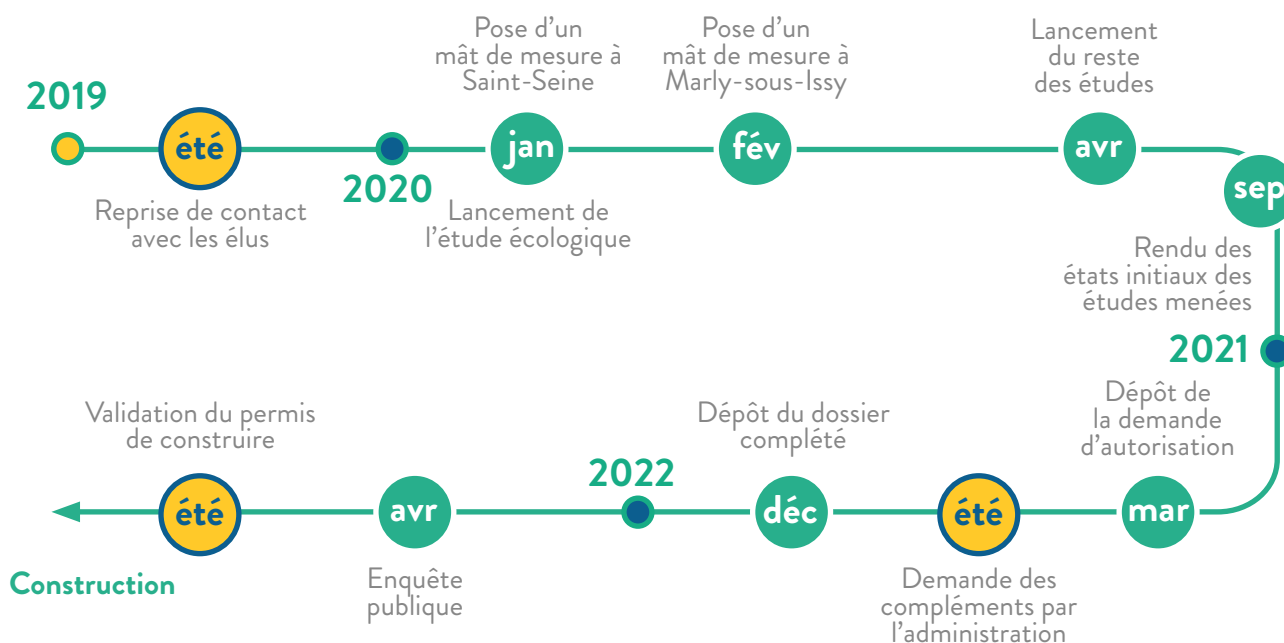 2019
été
Reprise de contact
avec les élus
2020
Pose d’un
mât de mesure à
Saint-Seine
jan
Lancement de
l’étude écologique
Pose d’un
mât de mesure à
Marly-sous-Issy
fév
Lancement
du reste
des études
avr
sep
Rendu des
états initiaux des
études menées
2021
Dépôt de
la demande
d’autorisation
mar
été
Demande des
compléments par
l’administration
Dépôt du dossier
complété
déc
2022
avr
Enquête
publique
Validation du permis
de construire
été
Construction